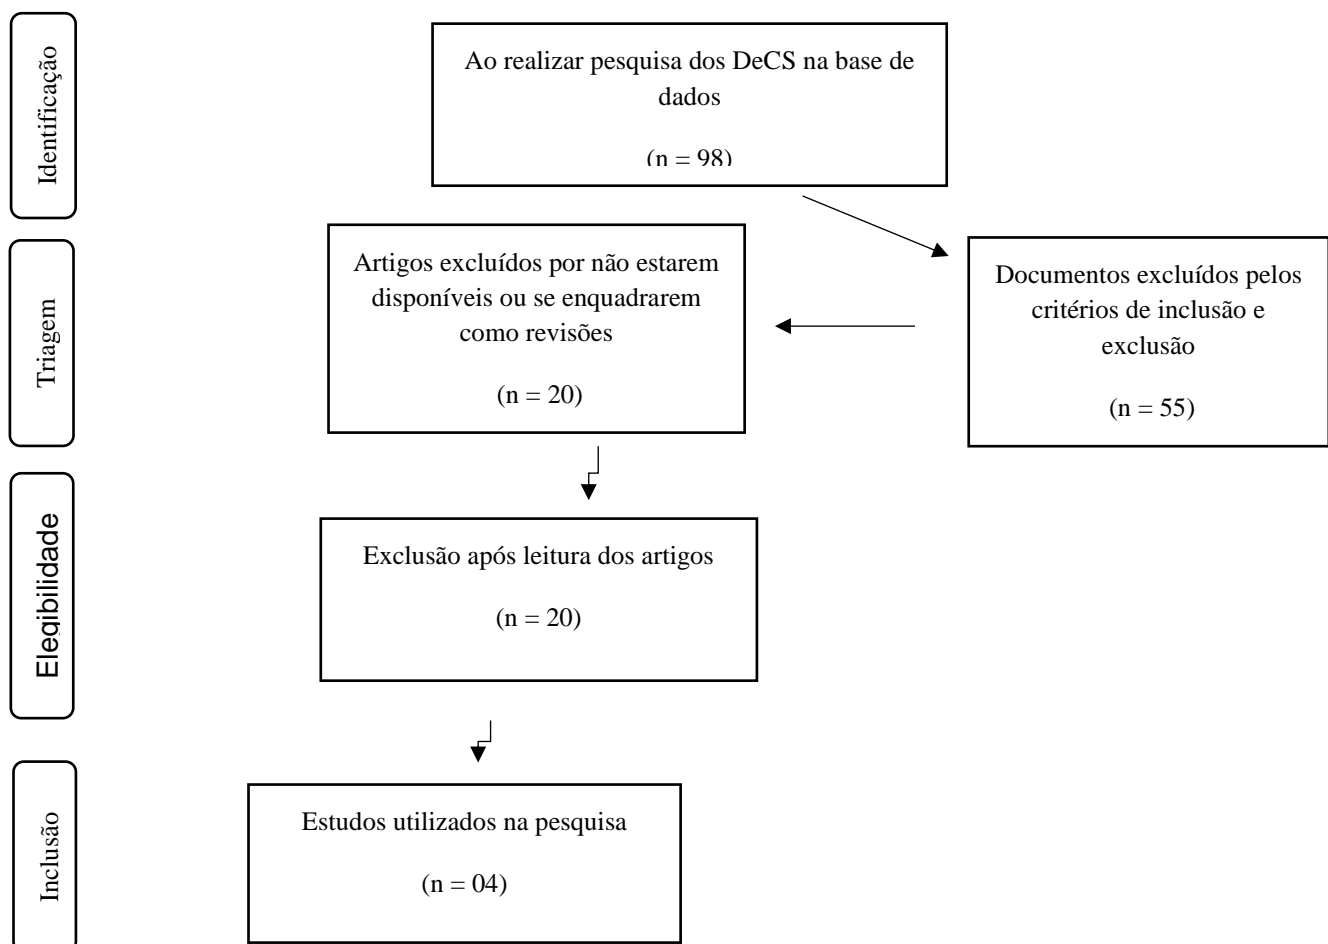 Identificação
Ao realizar pesquisa dos DeCS na base de
dados
(n = 98)
Triagem
Artigos excluídos por não estarem
disponíveis ou se enquadrarem
como revisões
(n = 20)
Documentos excluídos pelos
critérios de inclusão e
exclusão
(n = 55)
Elegibilidade
Exclusão após leitura dos artigos
(n = 20)
Inclusão
Estudos utilizados na pesquisa
(n = 04)